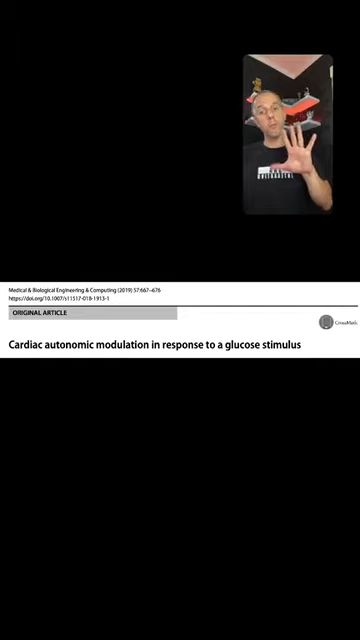 Medical & Biological Engineering & Computing (2019) 57:667–676
https://doi.org/10.1007/s11517-018-1913-1
ORIGINAL ARTICLE
CrossMark
Cardiac autonomic modulation in response to a glucose stimulus